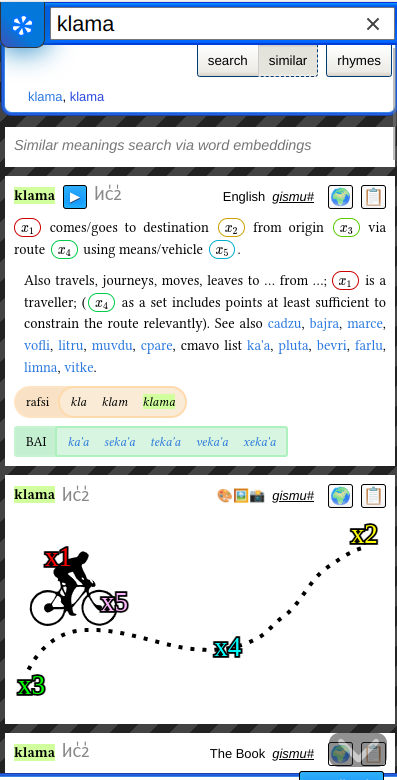 klama
search similar rhymes
klama, klama
Similar meanings search via word embeddings
klama English gismu#
x1 comes/goes to destination x2 from origin x3 via
route x4 using means/vehicle x5.
Also travels, journeys, moves, leaves to ... from ...; x1 is a
traveller; (x4 as a set includes points at least sufficient to
constrain the route relevantly). See also cadzu, bajra, marce,
vofli, litru, muvdu, cpare, cmavo list ka'a, pluta, bevri, farlu,
limna, vitke.
rafsi kla klam klama
BAI ka'a seka'a teka'a veka'a xeka'a
klama gismu#
x2
x1
x5
x4
x3
klama The Book gismu#